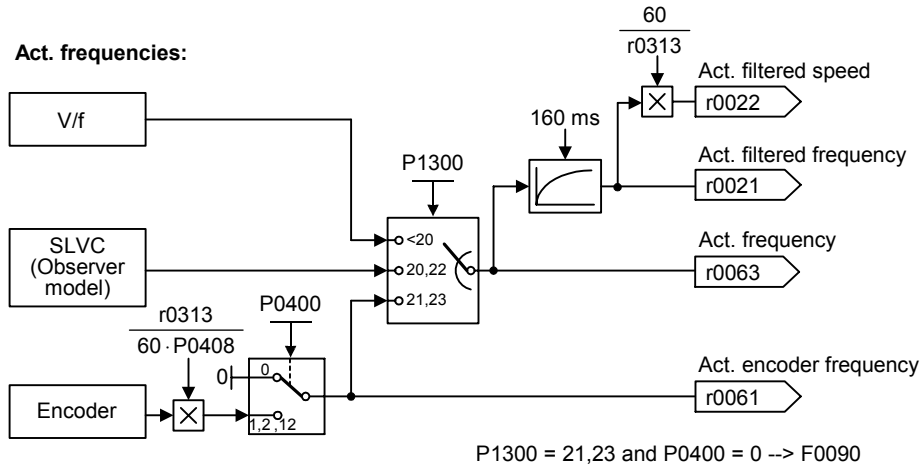 Act. frequencies:
60
r0313
Act. filtered speed
r0022
V/f
160 ms
P1300
Act. filtered frequency
r0021
<20
SLVC
(Observer
model)
20,22
Act. frequency
r0063
21,23
r0313
60 · P0408
P0400
0
0
Act. encoder frequency
r0061
Encoder
1,2 ,12
P1300 = 21,23 and P0400 = 0 --> F0090